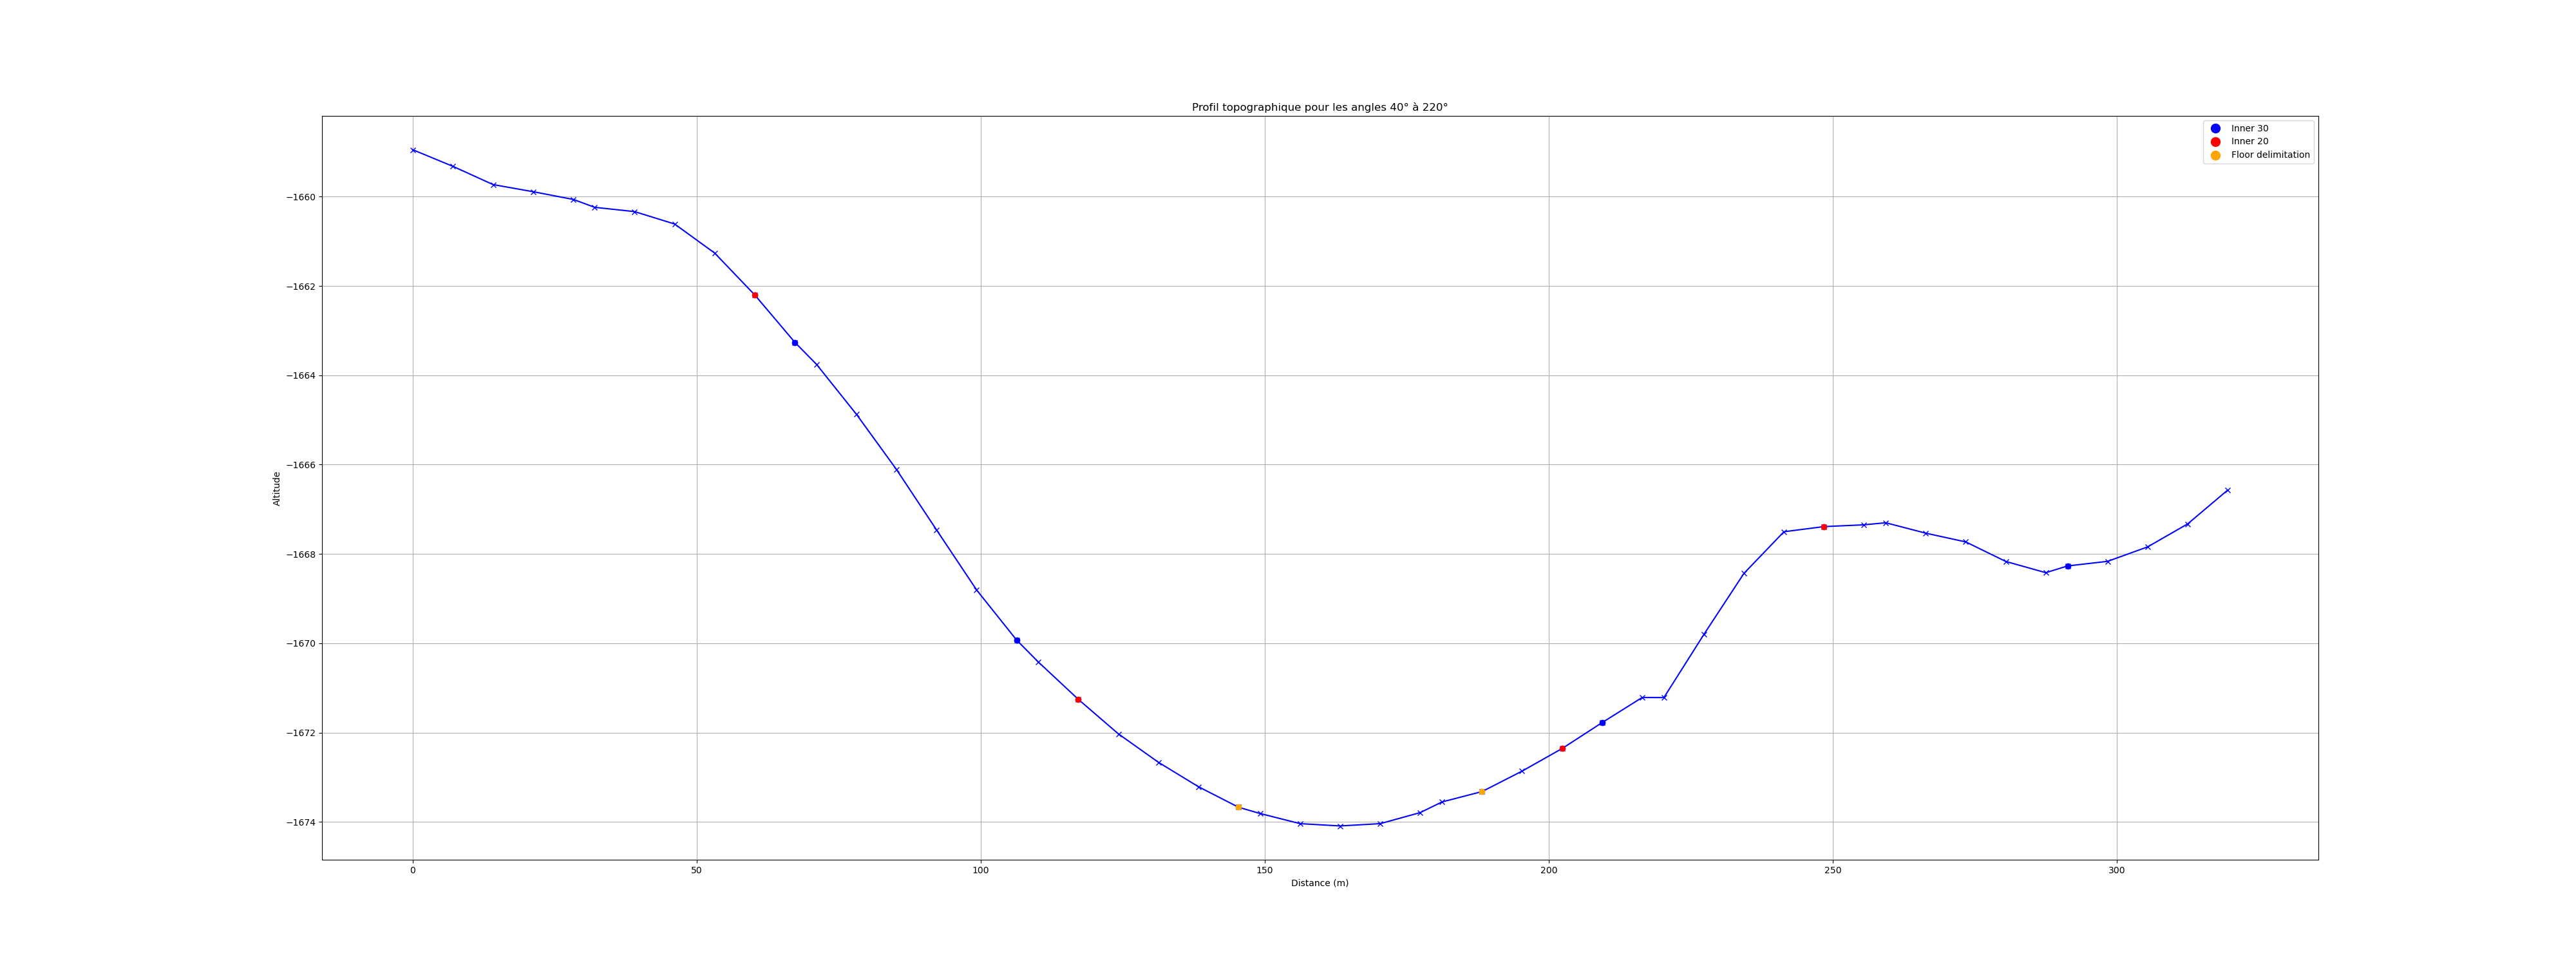 Profil topographique pour les angles 40° à 220°
Inner 30
Inner 20
Floor delimitation
Altitude
−1660
−1662
−1664
−1666
−1668
−1670
−1672
−1674
0 50 100 150 200 250 300
Distance (m)